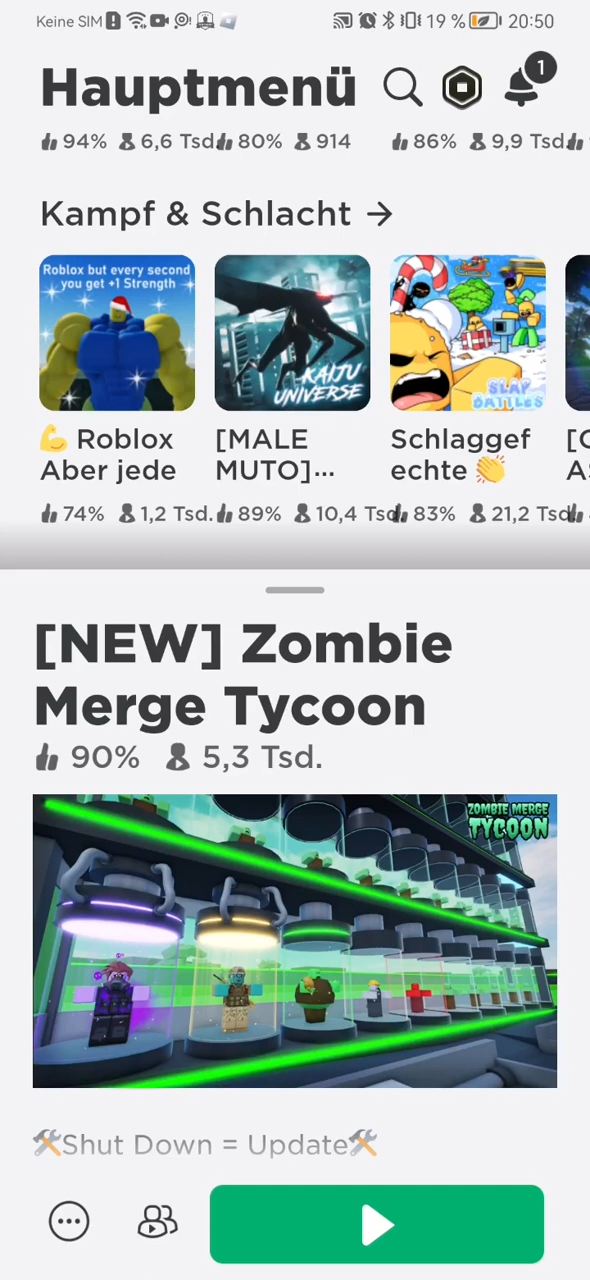 Keine SIM 19 % 20:50
Hauptmenü 1
94% 6,6 Tsd. 80% 914 86% 9,9 Tsd.
Kampf & Schlacht →
Roblox but every second
you get +1 Strength
KAIJU
UNIVERSE
SLAP
BATTLES
💪 Roblox
Aber jede
[MALE
MUTO]...
Schlaggef
echte 👏
74% 1,2 Tsd. 89% 10,4 Tsd. 83% 21,2 Tsd.
[NEW] Zombie
Merge Tycoon
90% 5,3 Tsd.
ZOMBIE MERGE
TYCOON
🛠️Shut Down = Update🛠️